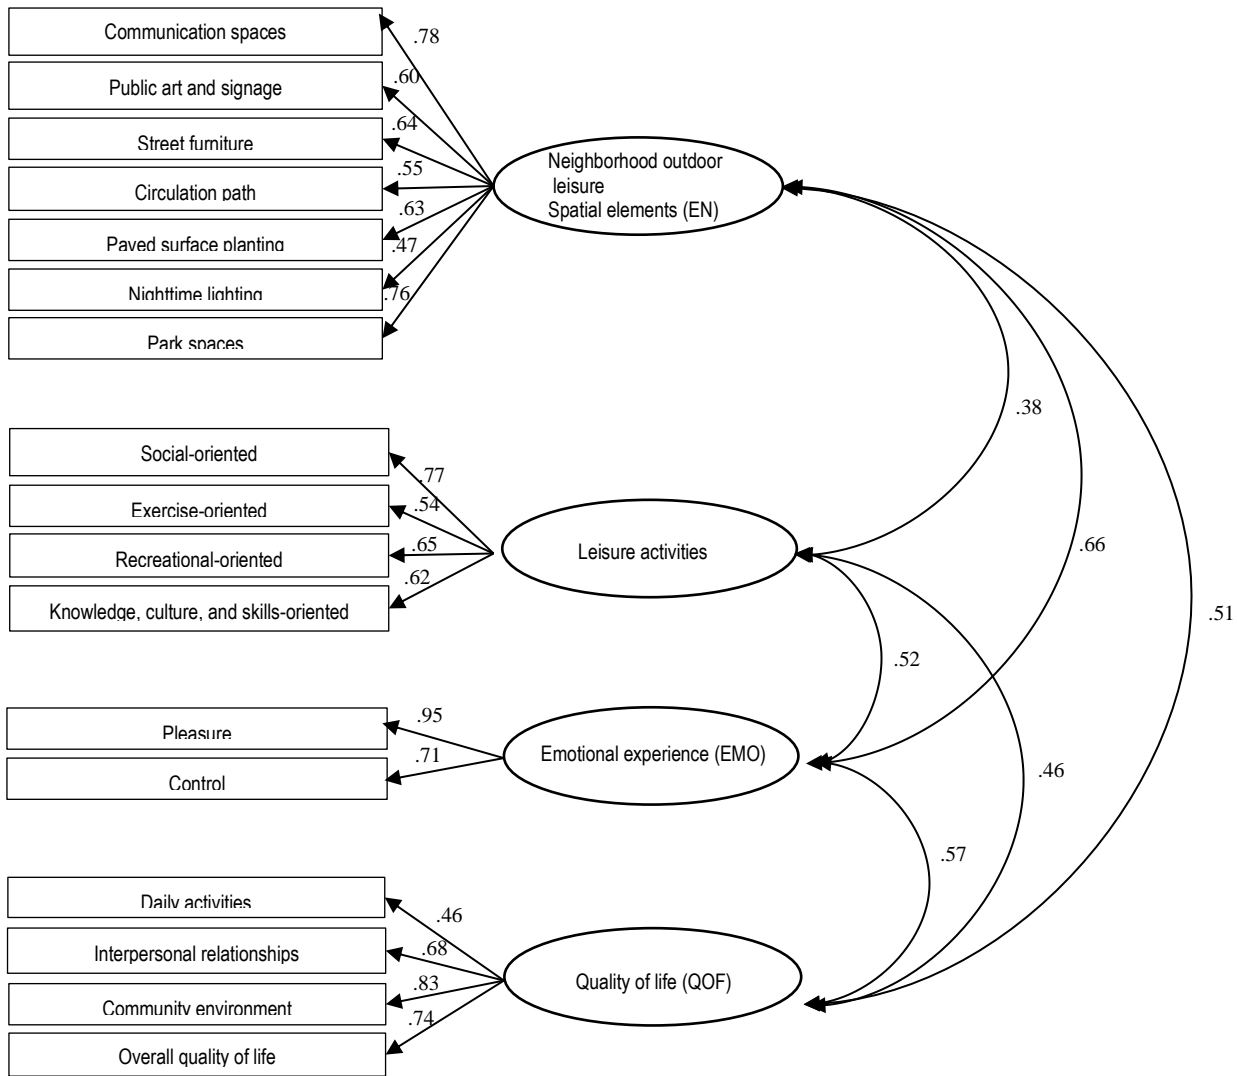 Communication spaces
.78
Public art and signage
.60
Street furniture
.64
Circulation path
.55
Paved surface planting
.63
Nighttime lighting
.47
Park spaces
.76
Neighborhood outdoor
leisure
Spatial elements (EN)
.38
.66
.51
Social-oriented
.77
Exercise-oriented
.54
Recreational-oriented
.65
Knowledge, culture, and skills-oriented
.62
Leisure activities
.52
.46
Pleasure
.95
Control
.71
Emotional experience (EMO)
.57
Daily activities
.46
Interpersonal relationships
.68
Community environment
.83
Overall quality of life
.74
Quality of life (QOF)